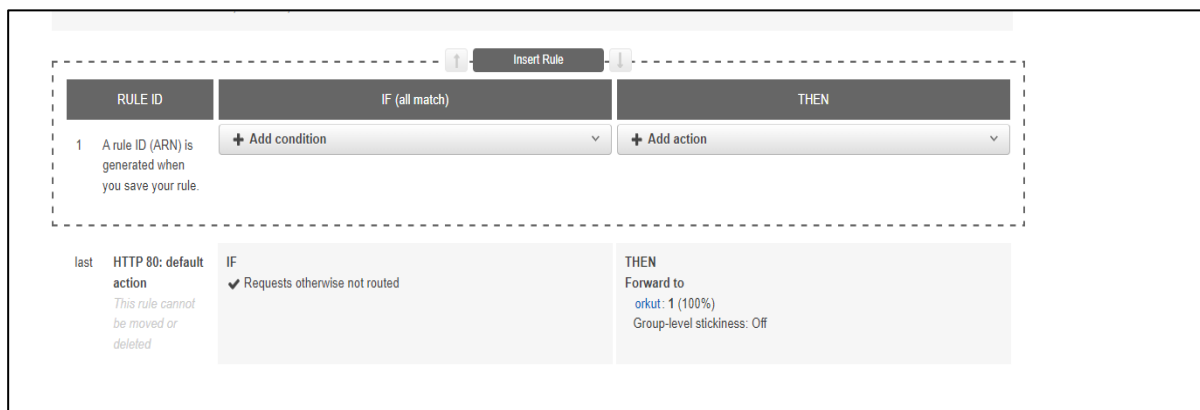 Insert Rule
RULE ID IF (all match) THEN
1 A rule ID (ARN) is generated when you save your rule.
Add condition
Add action
last HTTP 80: default action
This rule cannot be moved or deleted
IF
Requests otherwise not routed
THEN
Forward to
orkut: 1 (100%)
Group-level stickiness: Off